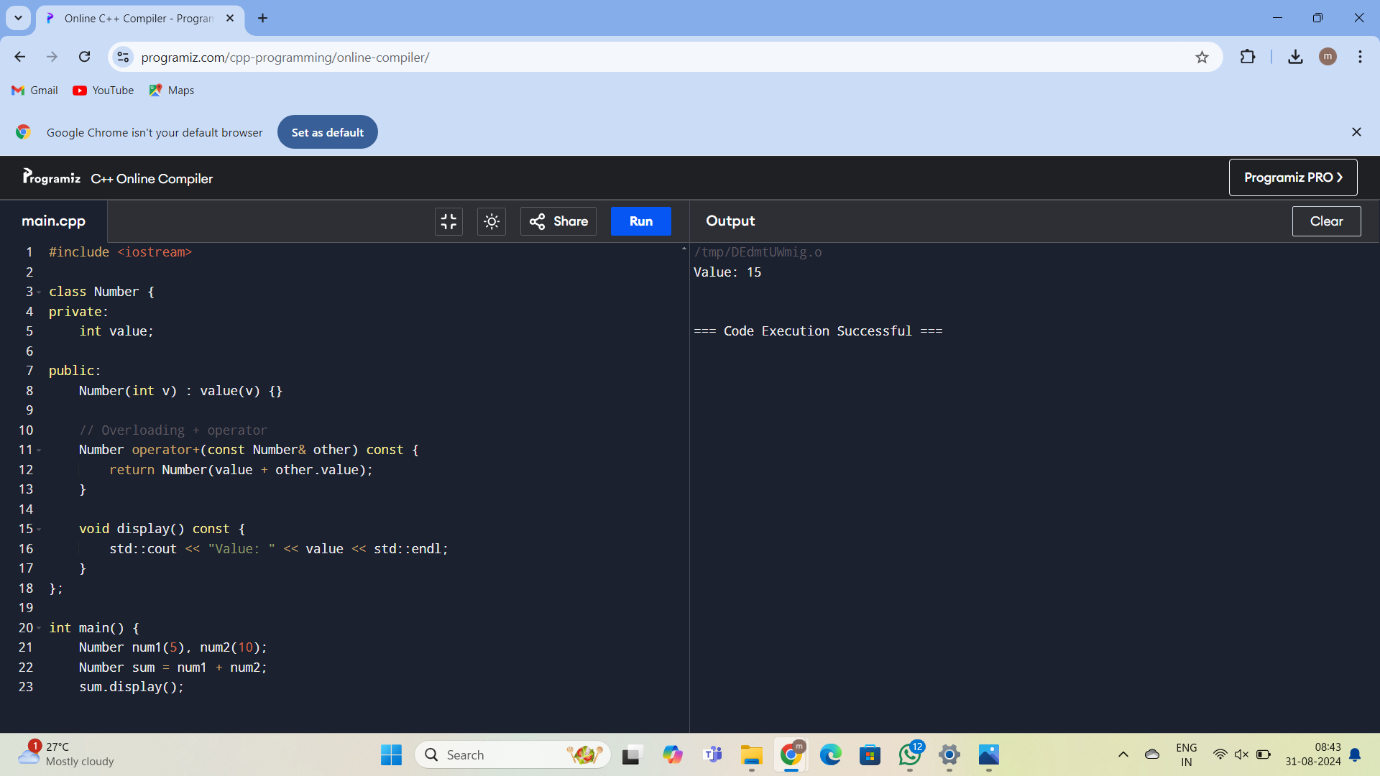 Online C++ Compiler - Program
programiz.com/cpp-programming/online-compiler/
m
Gmail
YouTube
Maps
Google Chrome isn't your default browser
Set as default
Programiz
C++ Online Compiler
Programiz PRO
main.cpp
Share
Run
Output
Clear
1 #include <iostream>
2
3 class Number {
4 private:
5     int value;
6
7 public:
8     Number(int v) : value(v) {}
9
10     // Overloading + operator
11     Number operator+(const Number& other) const {
12         return Number(value + other.value);
13     }
14
15     void display() const {
16         std::cout << "Value: " << value << std::endl;
17     }
18 };
19
20 int main() {
21     Number num1(5), num2(10);
22     Number sum = num1 + num2;
23     sum.display();
/tmp/DEdmtUWmig.o
Value: 15
=== Code Execution Successful ===
1
27°C
Mostly cloudy
Search
m
12
ENG
IN
08:43
31-08-2024